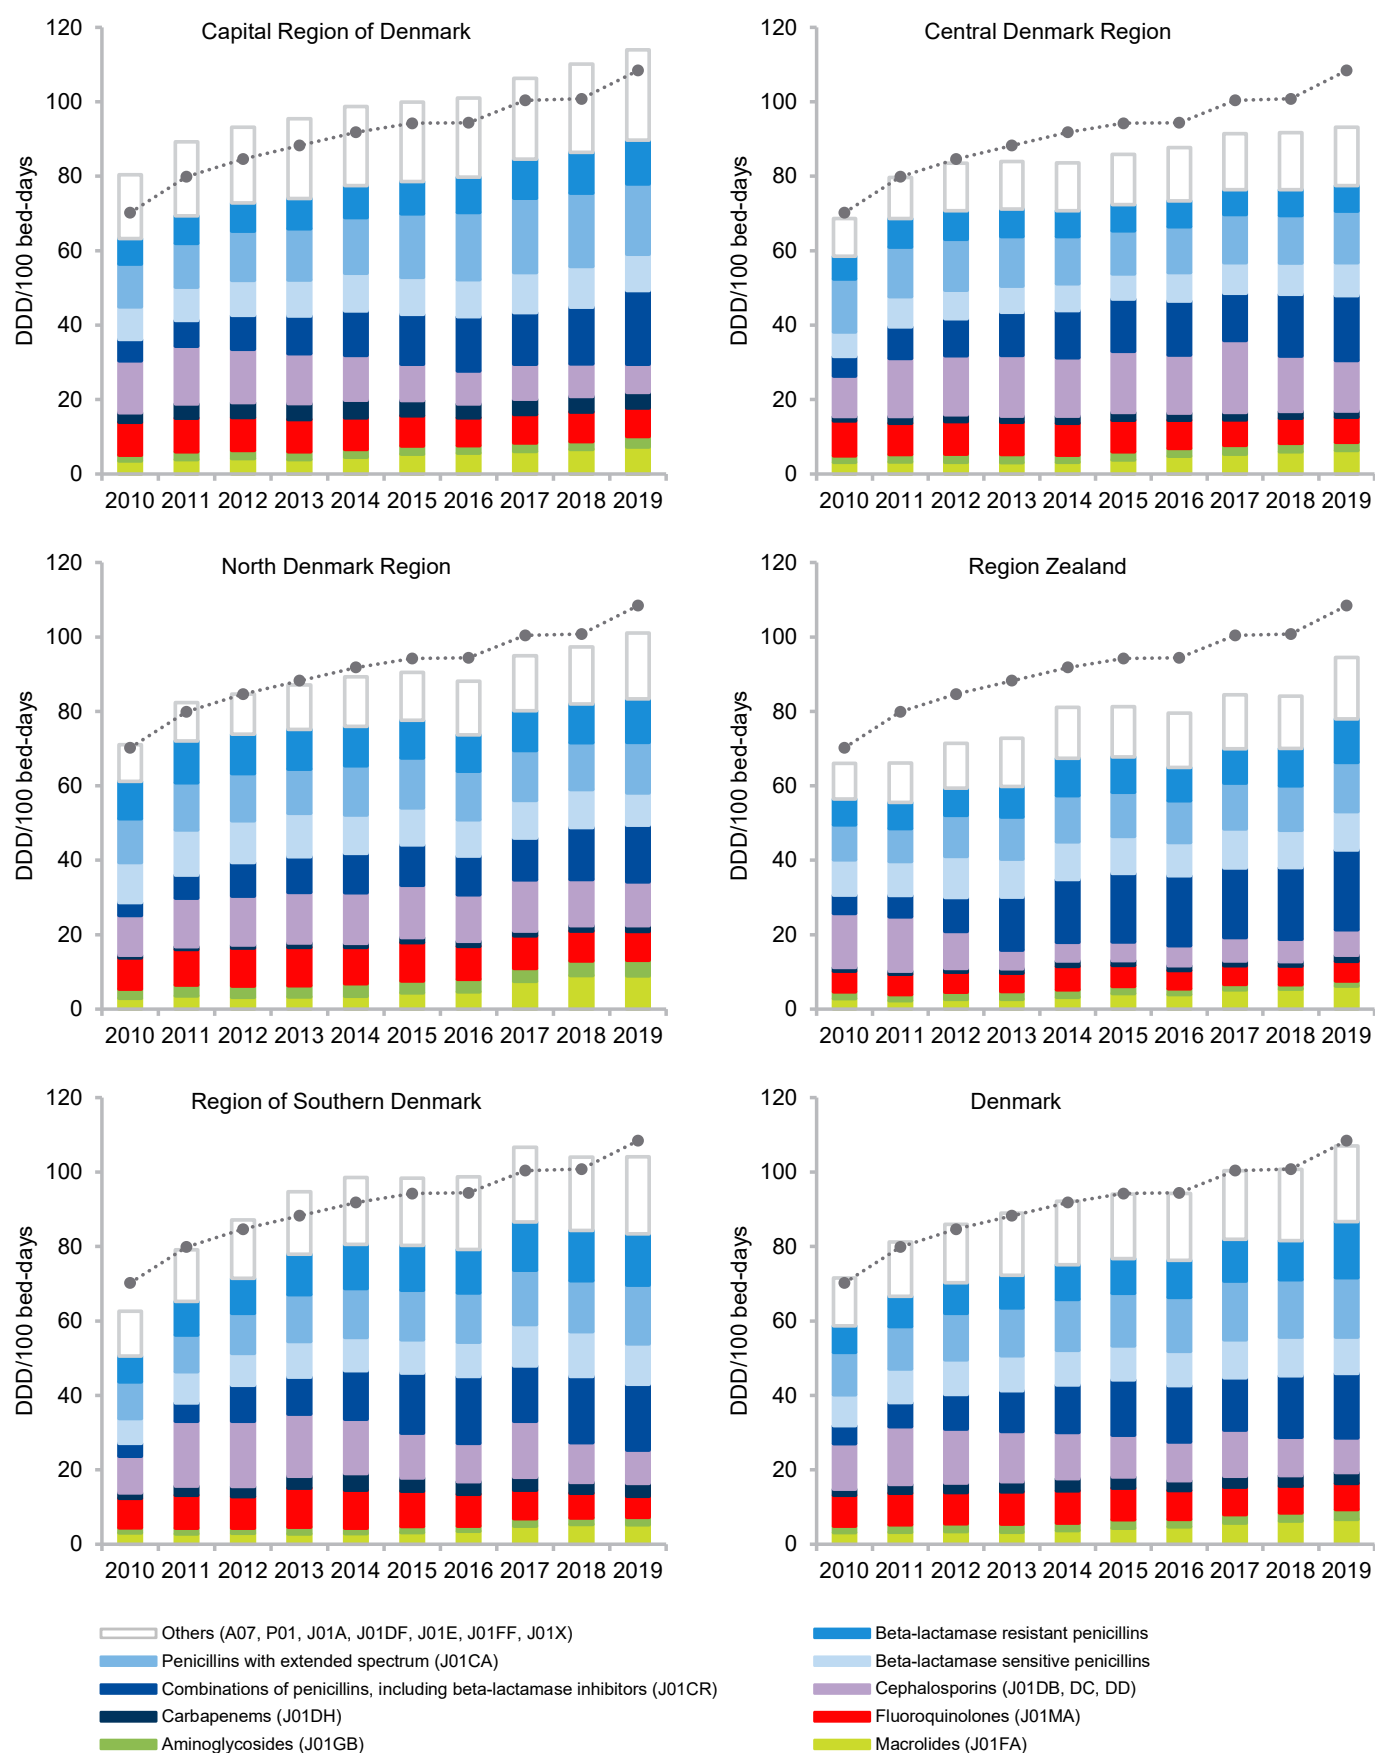 Capital Region of Denmark
DDD/100 bed-days
120
100
80
60
40
20
0
2010 2011 2012 2013 2014 2015 2016 2017 2018 2019
Central Denmark Region
DDD/100 bed-days
120
100
80
60
40
20
0
2010 2011 2012 2013 2014 2015 2016 2017 2018 2019
North Denmark Region
DDD/100 bed-days
120
100
80
60
40
20
0
2010 2011 2012 2013 2014 2015 2016 2017 2018 2019
Region Zealand
DDD/100 bed-days
120
100
80
60
40
20
0
2010 2011 2012 2013 2014 2015 2016 2017 2018 2019
Region of Southern Denmark
DDD/100 bed-days
120
100
80
60
40
20
0
2010 2011 2012 2013 2014 2015 2016 2017 2018 2019
Denmark
DDD/100 bed-days
120
100
80
60
40
20
0
2010 2011 2012 2013 2014 2015 2016 2017 2018 2019
Others (A07, P01, J01A, J01DF, J01E, J01FF, J01X)
Beta-lactamase resistant penicillins
Penicillins with extended spectrum (J01CA)
Beta-lactamase sensitive penicillins
Combinations of penicillins, including beta-lactamase inhibitors (J01CR)
Cephalosporins (J01DB, DC, DD)
Carbapenems (J01DH)
Fluoroquinolones (J01MA)
Aminoglycosides (J01GB)
Macrolides (J01FA)